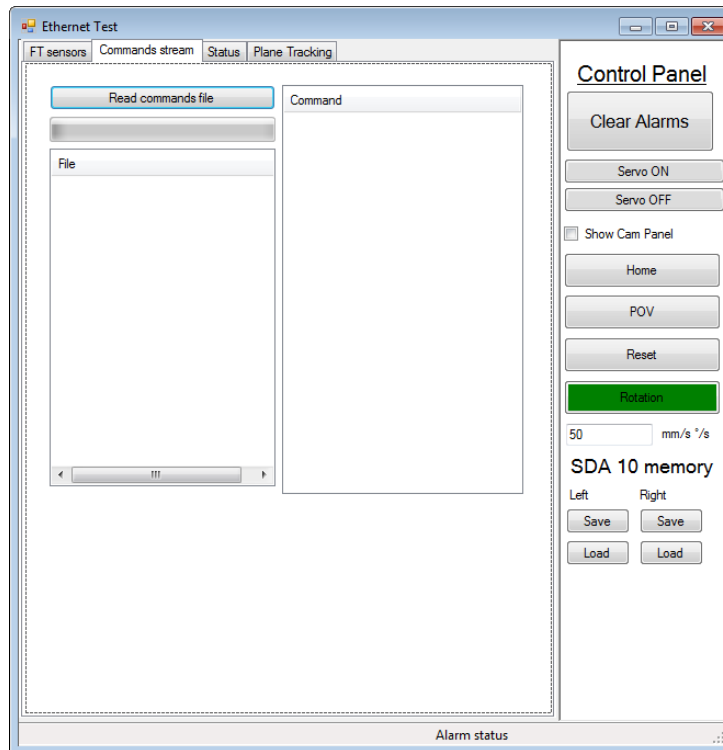 Ethernet Test
FT sensors Commands stream Status Plane Tracking
Read commands file
Command
File
Control Panel
Clear Alarms
Servo ON
Servo OFF
Show Cam Panel
Home
POV
Reset
Rotation
50 mm/s °/s
SDA 10 memory
Left Right
Save Save
Load Load
Alarm status